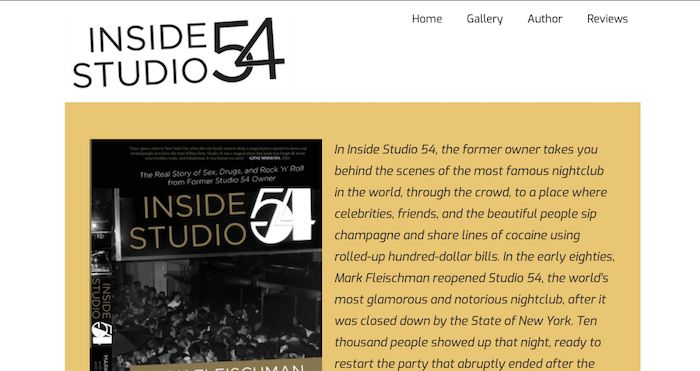 INSIDE
STUDIO 54
Home Gallery Author Reviews
GENE SIMMONS, KISS
The Real Story of Sex, Drugs, and Rock 'n' Roll
from Former Studio 54 Owner
INSIDE
STUDIO 54
INSIDE
STUDIO
54
FLEISCHMAN
In Inside Studio 54, the former owner takes you
behind the scenes of the most famous nightclub
in the world, through the crowd, to a place where
celebrities, friends, and the beautiful people sip
champagne and share lines of cocaine using
rolled-up hundred-dollar bills. In the early eighties,
Mark Fleischman reopened Studio 54, the world's
most glamorous and notorious nightclub, after it
was closed down by the State of New York. Ten
thousand people showed up that night, ready to
restart the party that abruptly ended after the